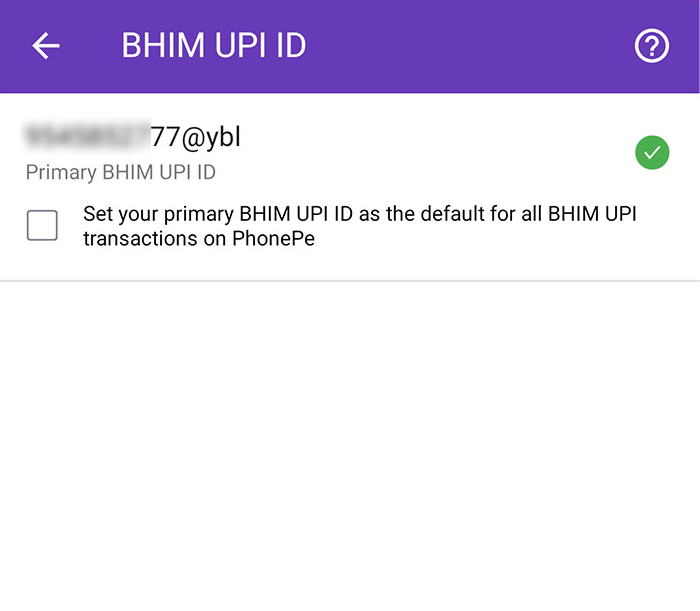 BHIM UPI ID
77@ybl
Primary BHIM UPI ID
Set your primary BHIM UPI ID as the default for all BHIM UPI
transactions on PhonePe